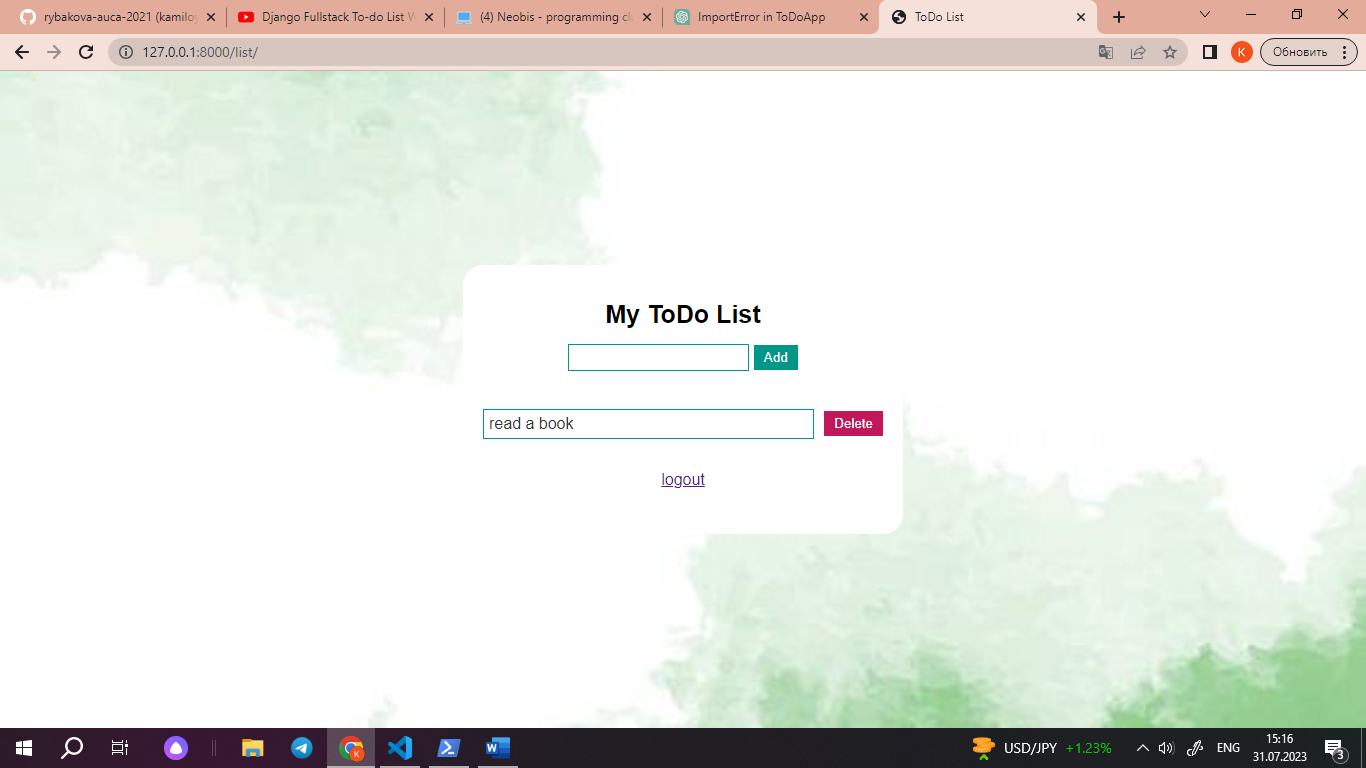 rybakova-auca-2021 (kamilo
Django Fullstack To-do List W
(4) Neobis - programming clu
ImportError in ToDoApp
ToDo List
127.0.0.1:8000/list/
K
Обновить
My ToDo List
Add
read a book
Delete
logout
K
W
USD/JPY +1.23%
ENG
15:16
31.07.2023
3